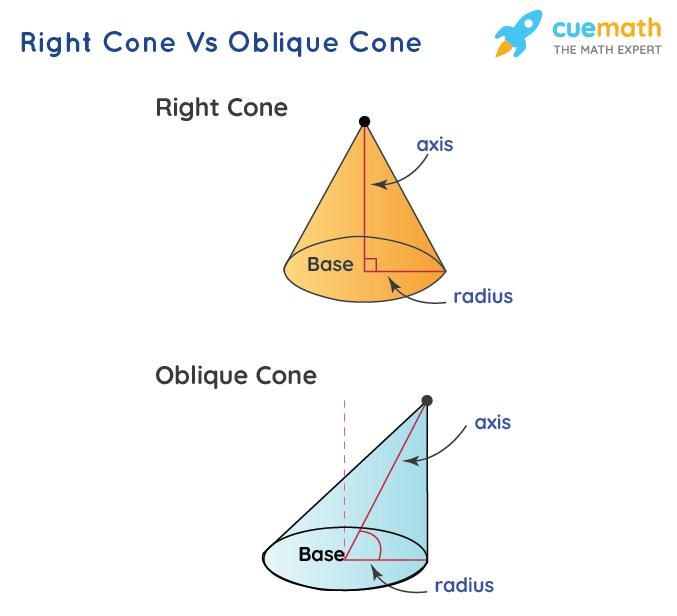 Right Cone Vs Oblique Cone
cuemath
THE MATH EXPERT
Right Cone
axis
Base
radius
Oblique Cone
axis
Base
radius